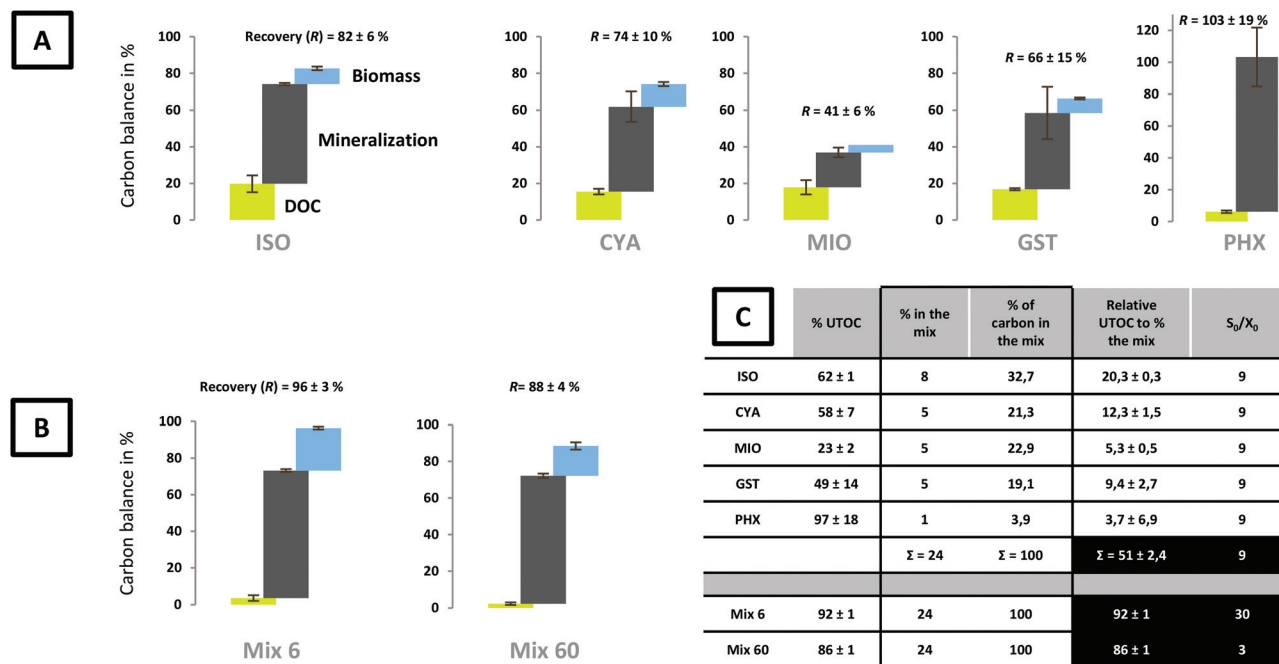 A
Carbon balance in %
Recovery (R) = 82 ± 6 %
100
80
60
40
20
0
Biomass
Mineralization
DOC
ISO
R = 74 ± 10 %
100
80
60
40
20
0
CYA
R = 41 ± 6 %
100
80
60
40
20
0
MIO
R = 66 ± 15 %
100
80
60
40
20
0
GST
R = 103 ± 19 %
120
100
80
60
40
20
0
PHX
B
Carbon balance in %
Recovery (R) = 96 ± 3 %
100
80
60
40
20
0
Mix 6
R= 88 ± 4 %
100
80
60
40
20
0
Mix 60
C
% UTOC
% in the mix
% of carbon in the mix
Relative UTOC to % the mix
S0/X0
ISO 62 ± 1 8 32,7 20,3 ± 0,3 9
CYA 58 ± 7 5 21,3 12,3 ± 1,5 9
MIO 23 ± 2 5 22,9 5,3 ± 0,5 9
GST 49 ± 14 5 19,1 9,4 ± 2,7 9
PHX 97 ± 18 1 3,9 3,7 ± 6,9 9
Σ = 24 Σ = 100 Σ = 51 ± 2,4 9
Mix 6 92 ± 1 24 100 92 ± 1 30
Mix 60 86 ± 1 24 100 86 ± 1 3